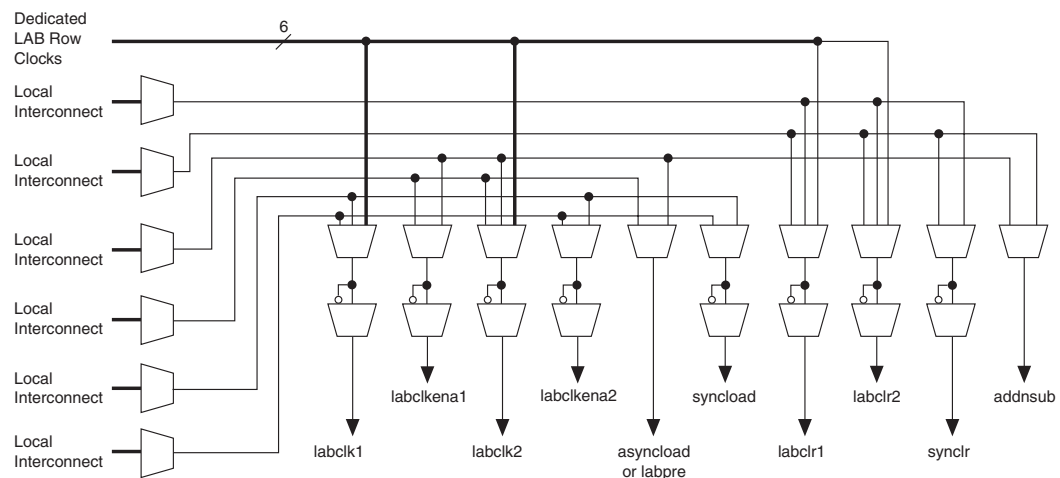 Dedicated
LAB Row
Clocks
6
Local
Interconnect
Local
Interconnect
Local
Interconnect
Local
Interconnect
Local
Interconnect
Local
Interconnect
labclkena1
labclkena2
syncload
labclr2
addnsub
labclk1
labclk2
asyncload
or labpre
labclr1
synclr